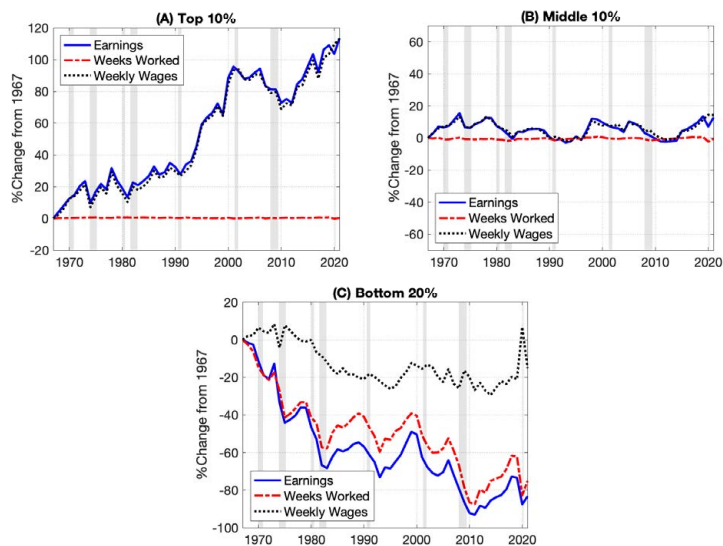 (A) Top 10%
%Change from 1967
120
100
80
60
40
20
0
-20
1970 1980 1990 2000 2010 2020
Earnings
Weeks Worked
Weekly Wages
(B) Middle 10%
%Change from 1967
60
40
20
0
-20
-40
-60
1970 1980 1990 2000 2010 2020
Earnings
Weeks Worked
Weekly Wages
(C) Bottom 20%
%Change from 1967
20
0
-20
-40
-60
-80
-100
1970 1980 1990 2000 2010 2020
Earnings
Weeks Worked
Weekly Wages